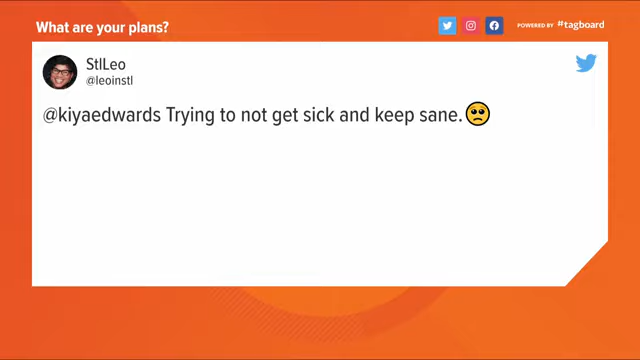 What are your plans?
POWERED BY #tagboard
StlLeo
@leoinstl
@kiyaedwards Trying to not get sick and keep sane.🥺